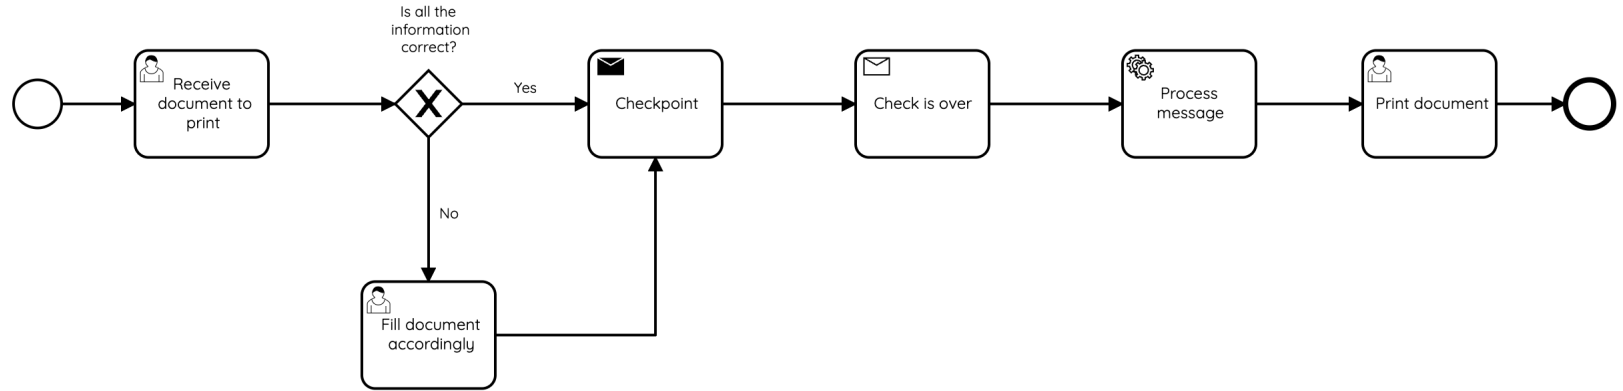 Is all the
information
correct?
Receive
document to
print
Yes
Checkpoint
Check is over
Process
message
Print document
No
Fill document
accordingly